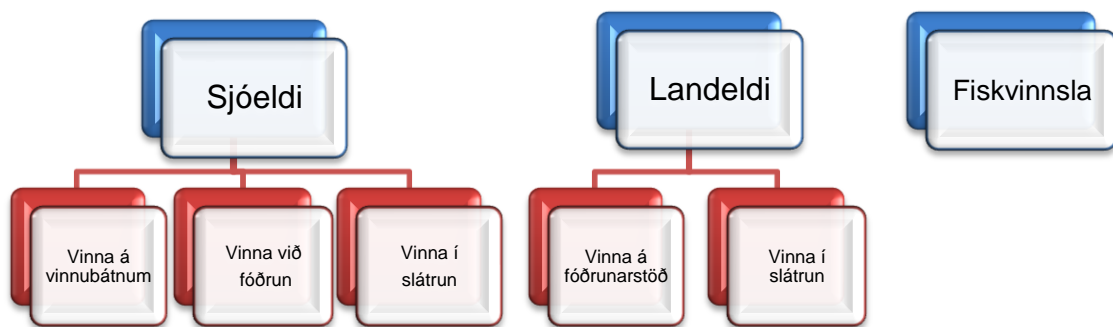 Sjóeldi
Landeldi
Fiskvinnsla
Vinna á
vinnubátnum
Vinna við
fóðrun
Vinna í
slátrun
Vinna á
fóðrunarstöð
Vinna í
slátrun